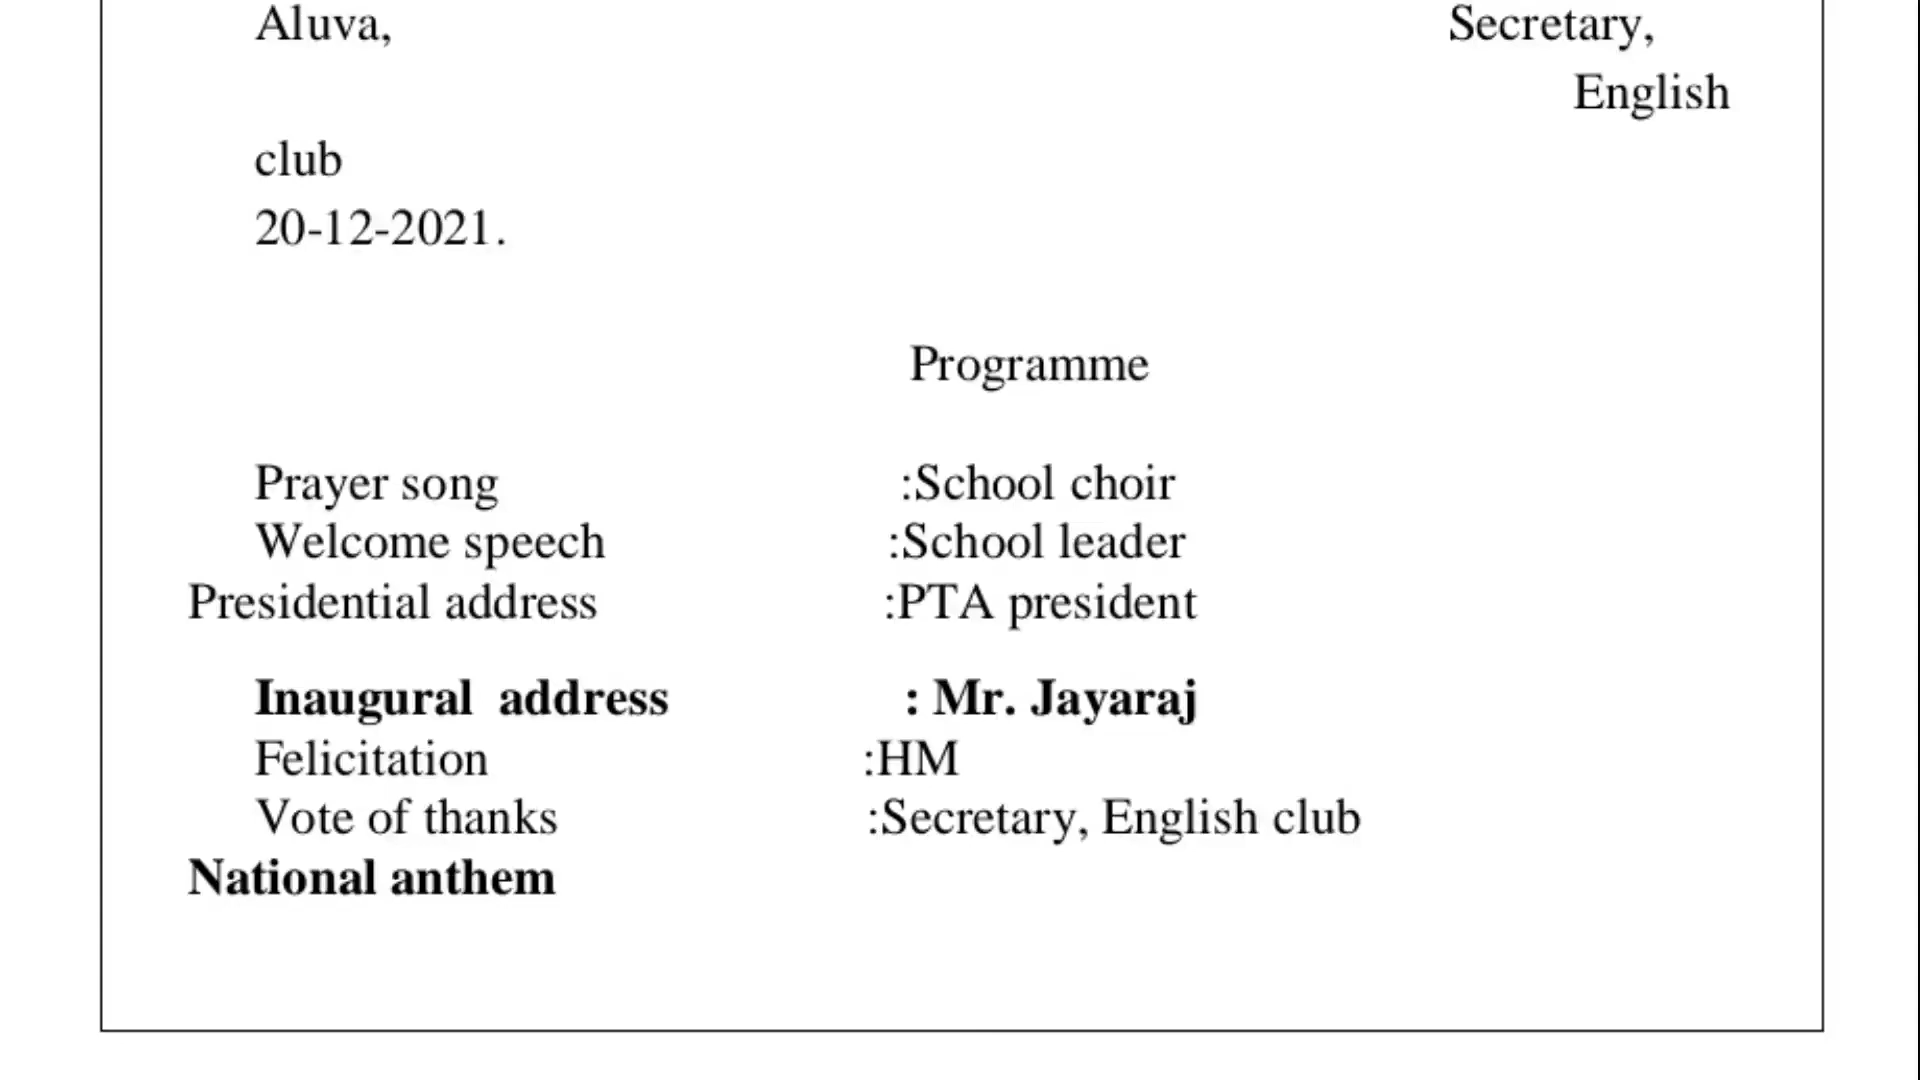 Aluva, Secretary,
English
club
20-12-2021.
Programme
Prayer song :School choir
Welcome speech :School leader
Presidential address :PTA president
Inaugural address : Mr. Jayaraj
Felicitation :HM
Vote of thanks :Secretary, English club
National anthem